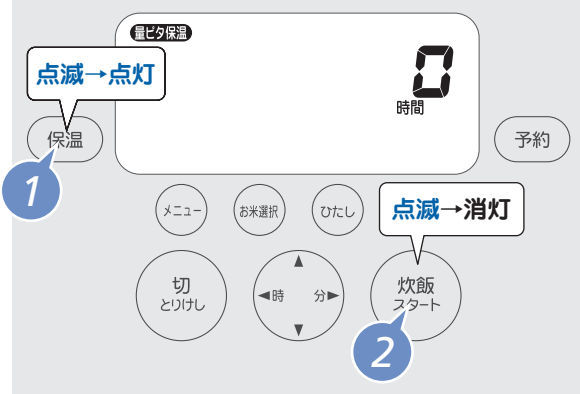 量ピタ保温
点滅→点灯
0
時間
保温
予約
1
メニュー
お米選択
ひたし
点滅→消灯
切
とりけし
◀時 分▶
炊飯
スタート
2